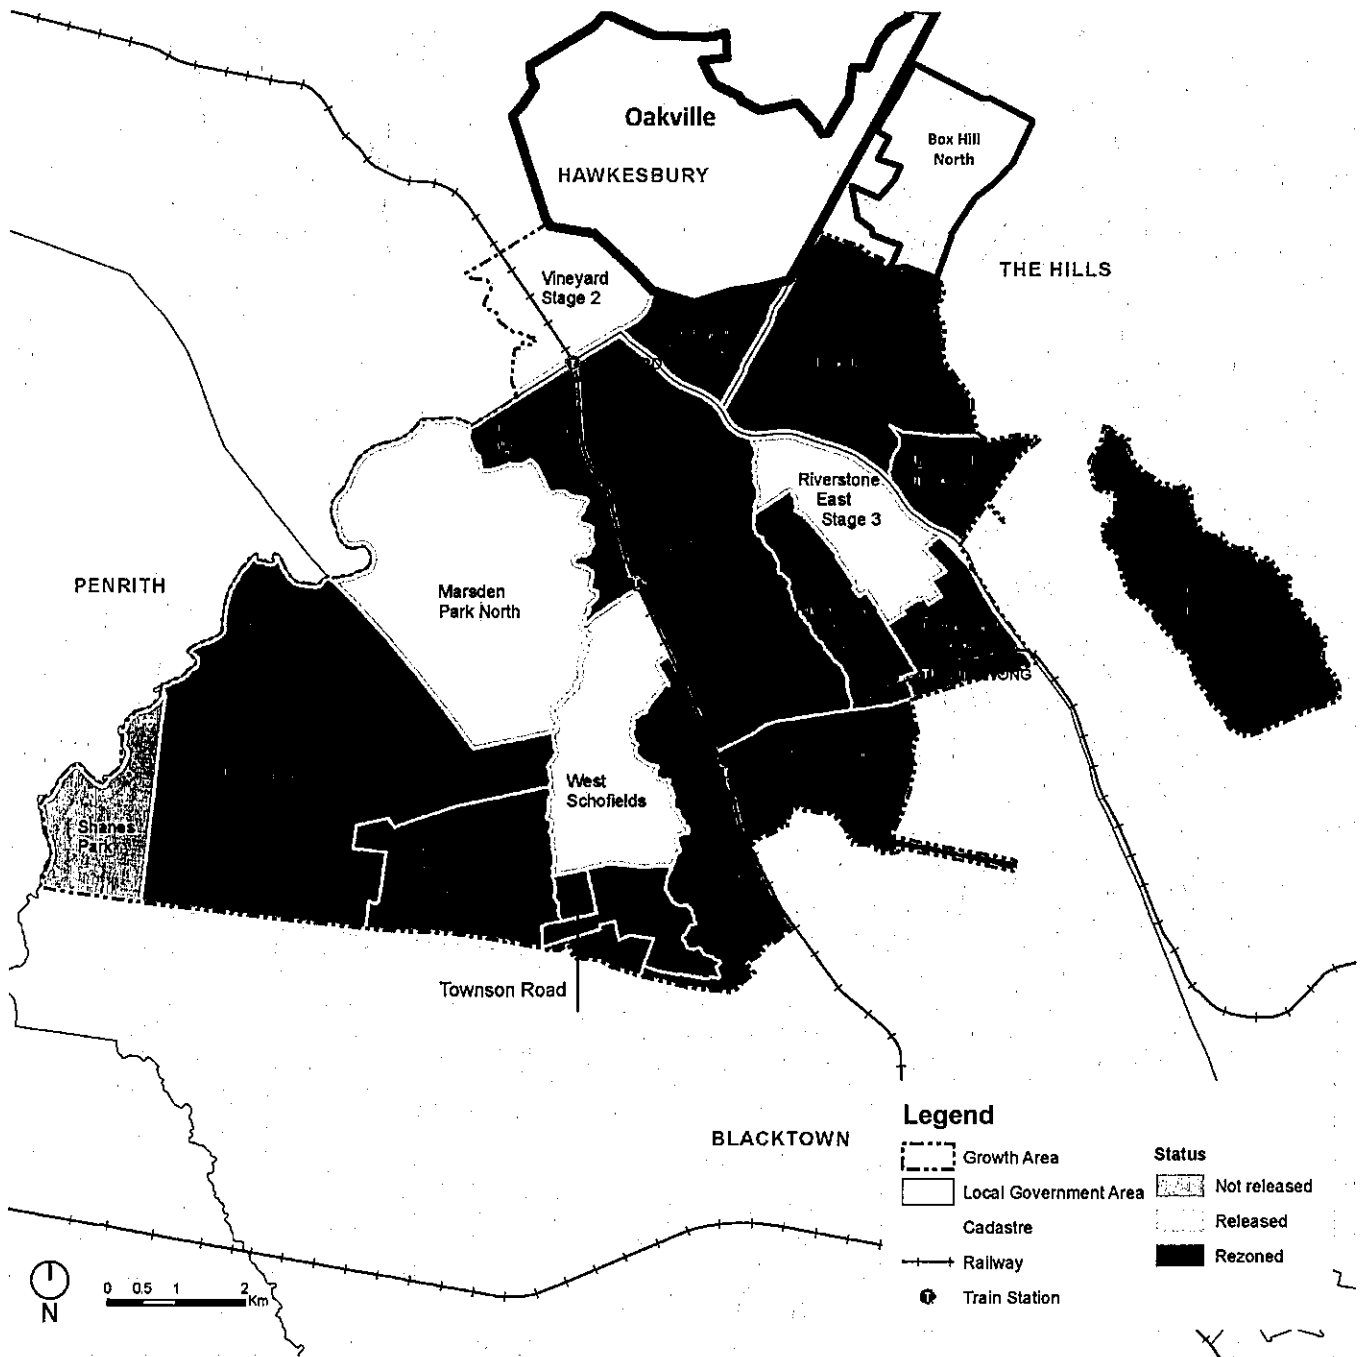 Oakville
HAWKESBURY
Box Hill
North
THE HILLS
Vineyard
Stage 2
Riverstone
East
Stage 3
PENRITH
Marsden
Park North
West
Schofields
Shanes
Park
Townson Road
BLACKTOWN
Legend
Growth Area
Local Government Area
Cadastre
Railway
Train Station
Status
Not released
Released
Rezoned
N
0 0.5 1 2
Km